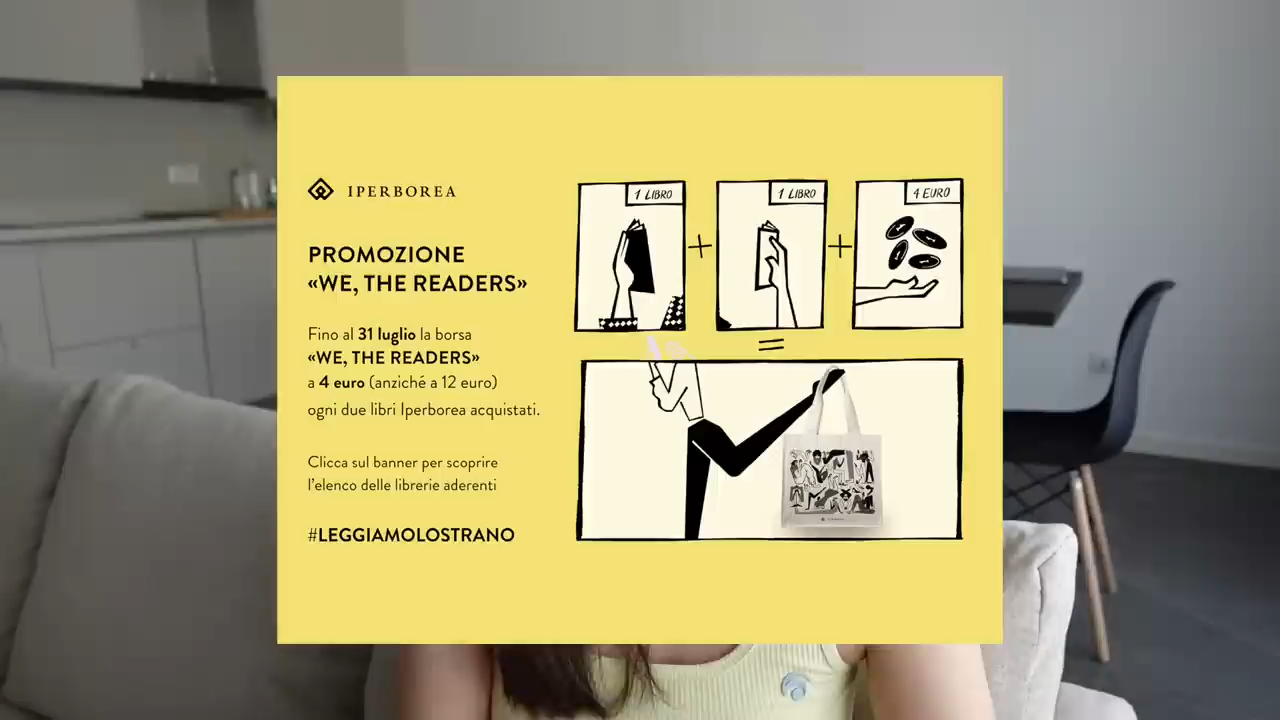 IPERBOREA
PROMOZIONE
«WE, THE READERS»
Fino al 31 luglio la borsa
«WE, THE READERS»
a 4 euro (anziché a 12 euro)
ogni due libri Iperborea acquistati.
Clicca sul banner per scoprire
l'elenco delle librerie aderenti
#LEGGIAMOLOSTRANO
1 LIBRO
+
1 LIBRO
+
4 EURO
=